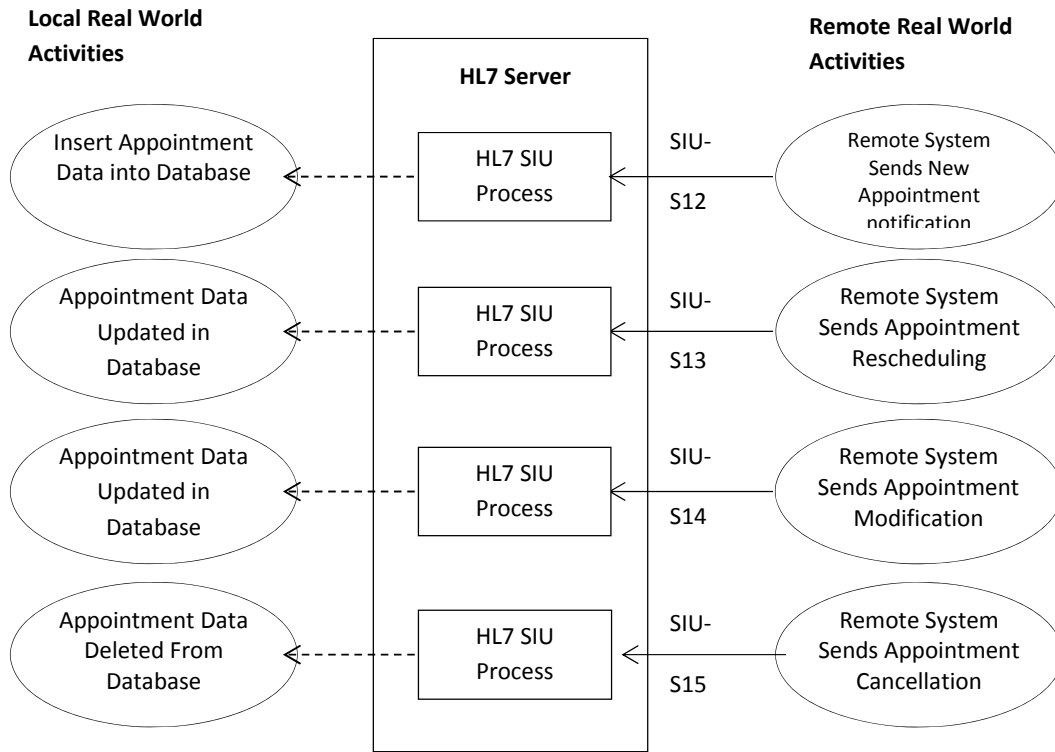 Local Real World
Activities
Remote Real World
Activities
HL7 Server
Insert Appointment
Data into Database
HL7 SIU
Process
SIU-
S12
Remote System
Sends New
Appointment
notification
Appointment Data
Updated in
Database
HL7 SIU
Process
SIU-
S13
Remote System
Sends Appointment
Rescheduling
Appointment Data
Updated in
Database
HL7 SIU
Process
SIU-
S14
Remote System
Sends Appointment
Modification
Appointment Data
Deleted From
Database
HL7 SIU
Process
SIU-
S15
Remote System
Sends Appointment
Cancellation